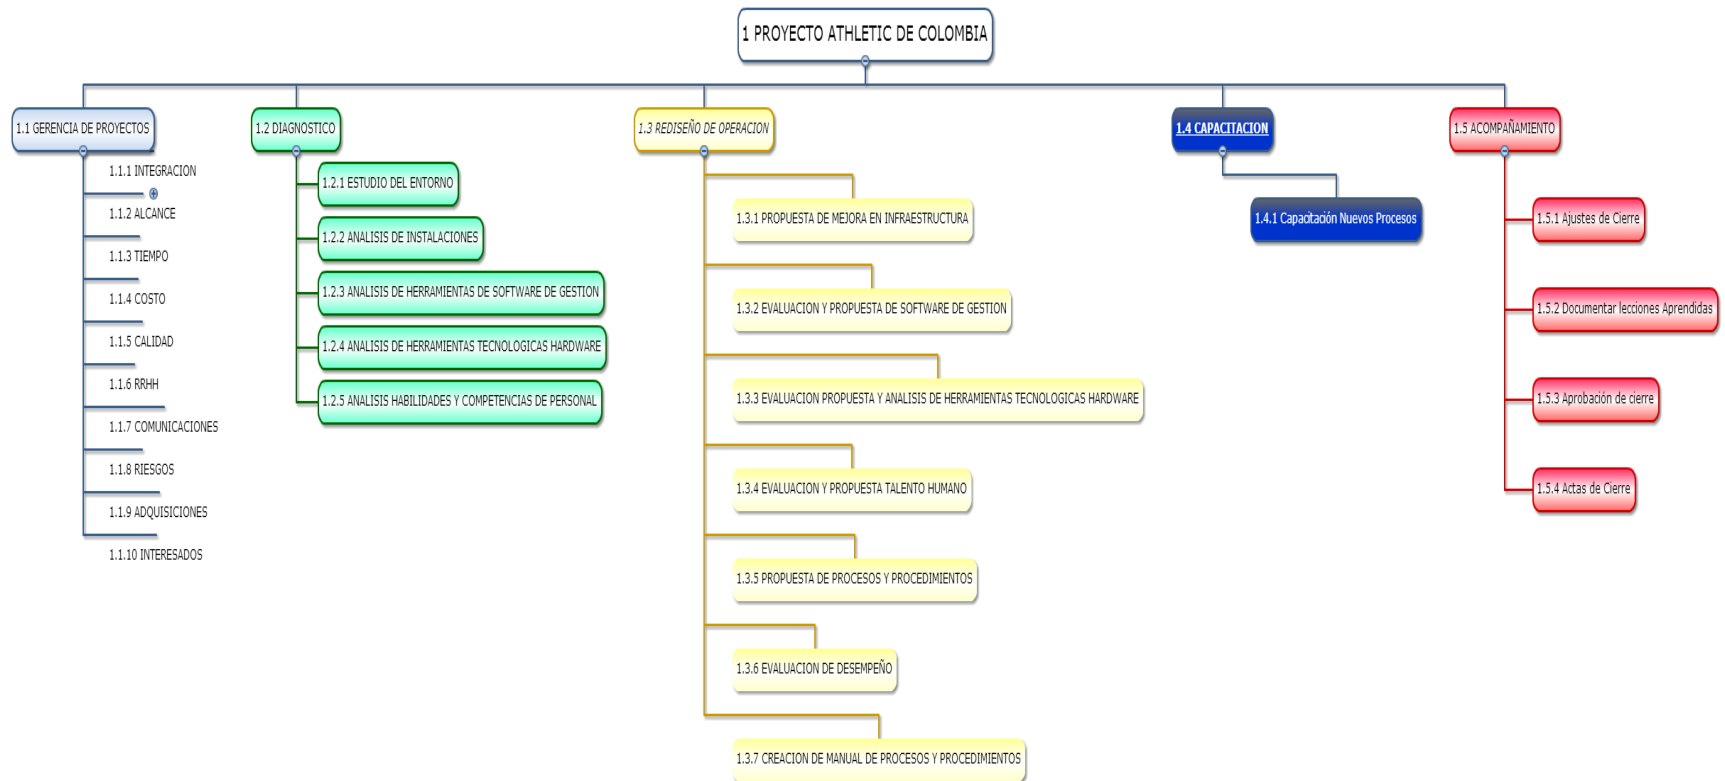 1 PROYECTO ATHLETIC DE COLOMBIA
1.1 GERENCIA DE PROYECTOS
1.1.1 INTEGRACION
1.1.2 ALCANCE
1.1.3 TIEMPO
1.1.4 COSTO
1.1.5 CALIDAD
1.1.6 RRHH
1.1.7 COMUNICACIONES
1.1.8 RIESGOS
1.1.9 ADQUISICIONES
1.1.10 INTERESADOS
1.2 DIAGNOSTICO
1.2.1 ESTUDIO DEL ENTORNO
1.2.2 ANALISIS DE INSTALACIONES
1.2.3 ANALISIS DE HERRAMIENTAS DE SOFTWARE DE GESTION
1.2.4 ANALISIS DE HERRAMIENTAS TECNOLOGICAS HARDWARE
1.2.5 ANALISIS HABILIDADES Y COMPETENCIAS DE PERSONAL
1.3 REDISEÑO DE OPERACION
1.3.1 PROPUESTA DE MEJORA EN INFRAESTRUCTURA
1.3.2 EVALUACION Y PROPUESTA DE SOFTWARE DE GESTION
1.3.3 EVALUACION PROPUESTA Y ANALISIS DE HERRAMIENTAS TECNOLOGICAS HARDWARE
1.3.4 EVALUACION Y PROPUESTA TALENTO HUMANO
1.3.5 PROPUESTA DE PROCESOS Y PROCEDIMIENTOS
1.3.6 EVALUACION DE DESEMPEÑO
1.3.7 CREACION DE MANUAL DE PROCESOS Y PROCEDIMIENTOS
1.4 CAPACITACION
1.4.1 Capacitación Nuevos Procesos
1.5 ACOMPAÑAMIENTO
1.5.1 Ajustes de Cierre
1.5.2 Documentar lecciones Aprendidas
1.5.3 Aprobación de cierre
1.5.4 Actas de Cierre